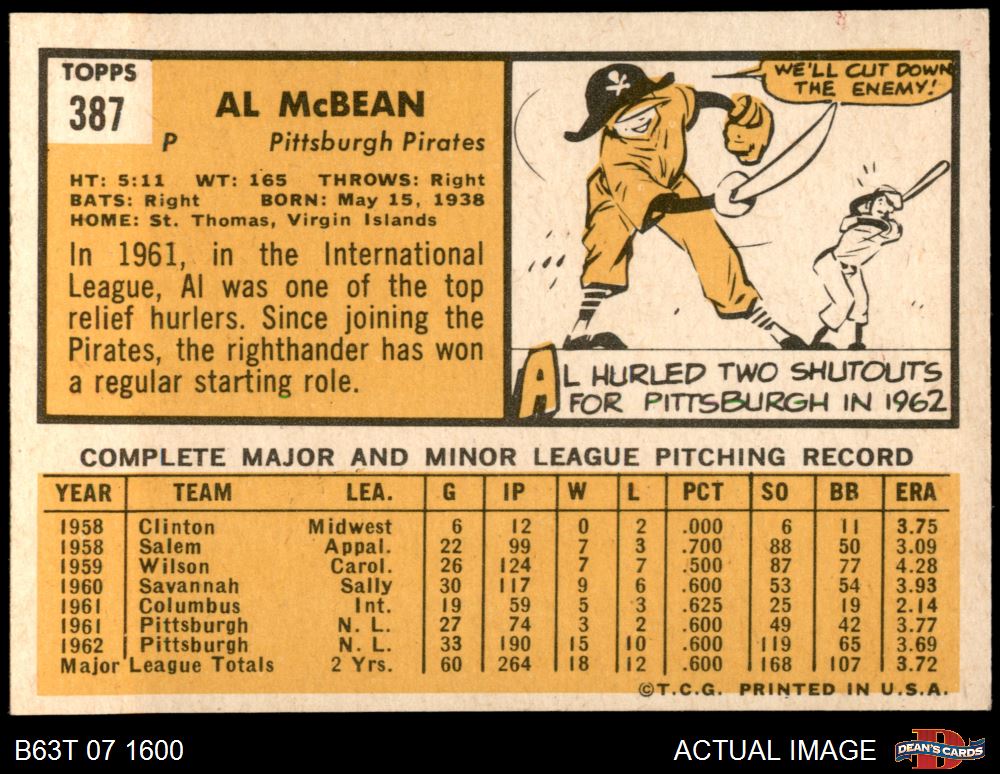 TOPPS
387
AL McBEAN
P Pittsburgh Pirates
HT: 5:11 WT: 165 THROWS: Right
BATS: Right BORN: May 15, 1938
HOME: St. Thomas, Virgin Islands
In 1961, in the International
League, Al was one of the top
relief hurlers. Since joining the
Pirates, the righthander has won
a regular starting role.
WE'LL CUT DOWN
THE ENEMY!
AL HURLED TWO SHUTOUTS
FOR PITTSBURGH IN 1962
COMPLETE MAJOR AND MINOR LEAGUE PITCHING RECORD
YEAR TEAM LEA. G IP W L PCT SO BB ERA
1958 Clinton Midwest 6 12 0 2 .000 6 11 3.75
1958 Salem Appal. 22 99 7 3 .700 88 50 3.09
1959 Wilson Carol. 26 124 7 7 .500 87 77 4.28
1960 Savannah Sally 30 117 9 6 .600 53 54 3.93
1961 Columbus Int. 19 59 5 3 .625 25 19 2.14
1961 Pittsburgh N. L. 27 74 3 2 .600 49 42 3.77
1962 Pittsburgh N. L. 33 190 15 10 .600 119 65 3.69
Major League Totals 2 Yrs. 60 264 18 12 .600 168 107 3.72
©T.C.G. PRINTED IN U.S.A.
B63T 07 1600
ACTUAL IMAGE
DEAN'S CARDS